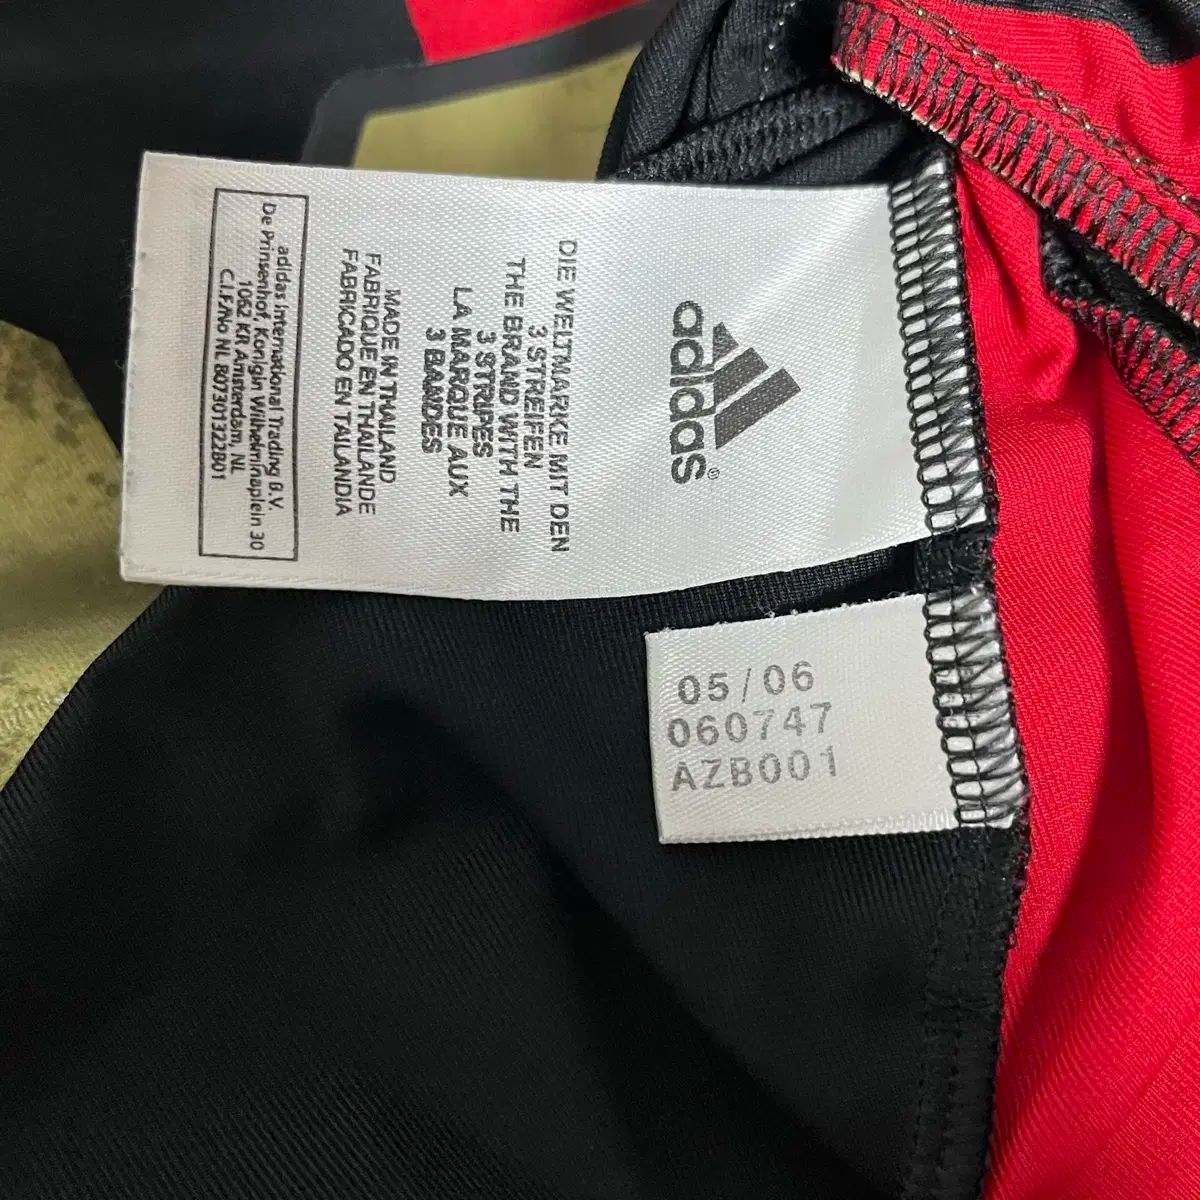 adidas®
DIE WELTMARKE MIT DEN
3 STREIFEN
THE BRAND WITH THE
3 STRIPES
LA MARQUE AUX
3 BANDES
MADE IN THAILAND
FABRIQUE EN THAILANDE
FABRICADO EN TAILANDIA
adidas International Trading B.V.
De Prinsenhof, Konigin Wilhelminaplein 30
1062 KR Amsterdam, NL
C.I.F/No NL 807301322B01
05/06
060747
AZB001